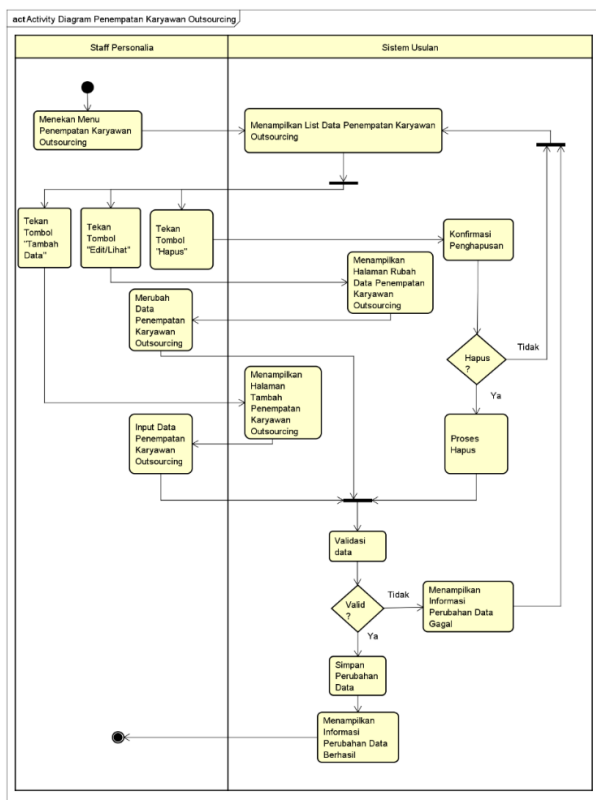 act Activity Diagram Penempatan Karyawan Outsourcing
Staff Personalia
Sistem Usulan
Menekan Menu
Penempatan Karyawan
Outsourcing
Menampilkan List Data Penempatan Karyawan
Outsourcing
Tekan
Tombol
"Tambah
Data"
Tekan
Tombol
"Edit/Lihat"
Tekan
Tombol
"Hapus"
Konfirmasi
Penghapusan
Menampilkan
Halaman Rubah
Data Penempatan
Karyawan
Outsourcing
Merubah
Data
Penempatan
Karyawan
Outsourcing
Hapus
?
Tidak
Ya
Menampilkan
Halaman
Tambah
Penempatan
Karyawan
Outsourcing
Input Data
Penempatan
Karyawan
Outsourcing
Proses
Hapus
Validasi
data
Valid
?
Tidak
Ya
Menampilkan
Informasi
Perubahan Data
Gagal
Simpan
Perubahan
Data
Menampilkan
Informasi
Perubahan Data
Berhasil